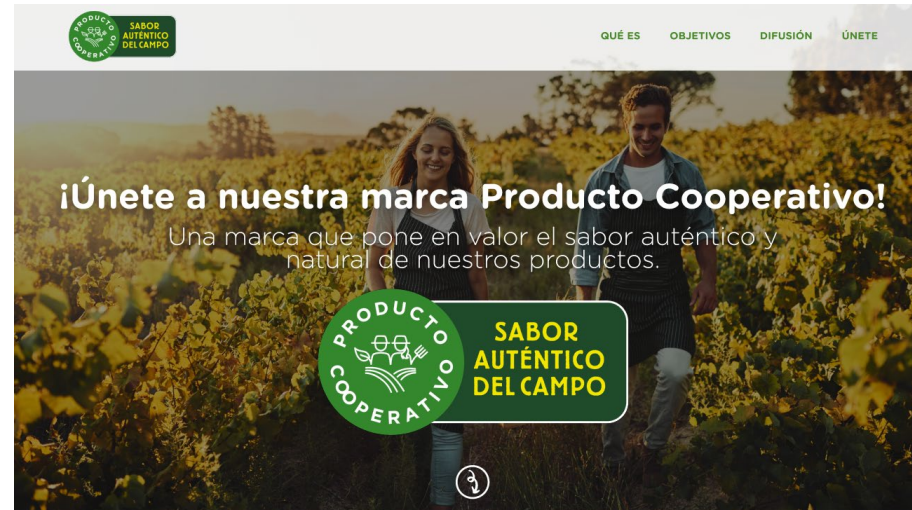 PRODUCTO COOPERATIVO
SABOR
AUTÉNTICO
DEL CAMPO
QUÉ ES OBJETIVOS DIFUSIÓN ÚNETE
¡Únete a nuestra marca Producto Cooperativo!
Una marca que pone en valor el sabor auténtico y
natural de nuestros productos.
PRODUCTO COOPERATIVO
SABOR
AUTÉNTICO
DEL CAMPO